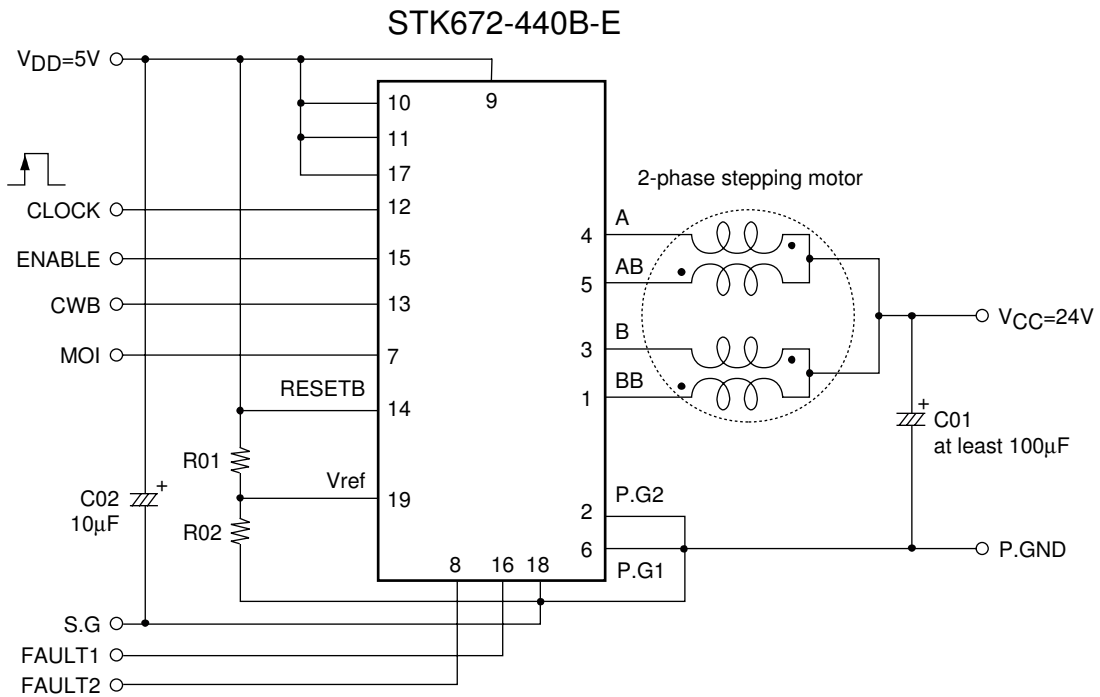 STK672-440B-E
VDD=5V
9
10
11
17
2-phase stepping motor
CLOCK
12
A
4
ENABLE
15
AB
5
CWB
13
VCC=24V
B
3
MOI
7
BB
1
RESETB
14
C01
at least 100μF
R01
Vref
19
C02
10μF
R02
P.G2
2
6
P.GND
P.G1
8
16
18
S.G
FAULT1
FAULT2
+
+